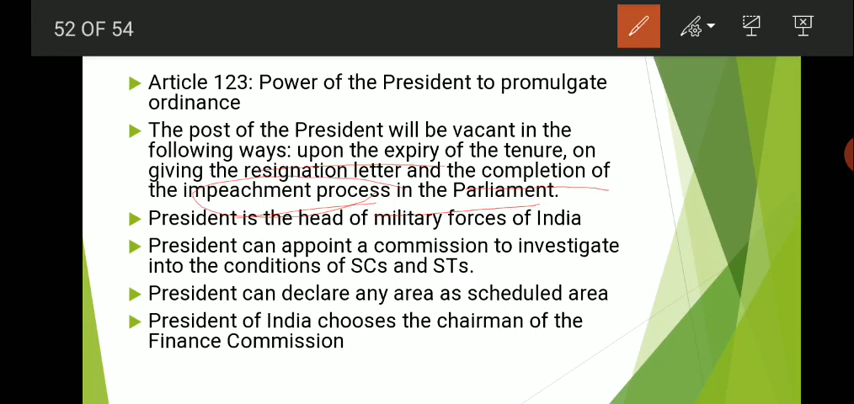 52 OF 54
Article 123: Power of the President to promulgate
ordinance
The post of the President will be vacant in the
following ways: upon the expiry of the tenure, on
giving the resignation letter and the completion of
the impeachment process in the Parliament.
President is the head of military forces of India
President can appoint a commission to investigate
into the conditions of SCs and STs.
President can declare any area as scheduled area
President of India chooses the chairman of the
Finance Commission